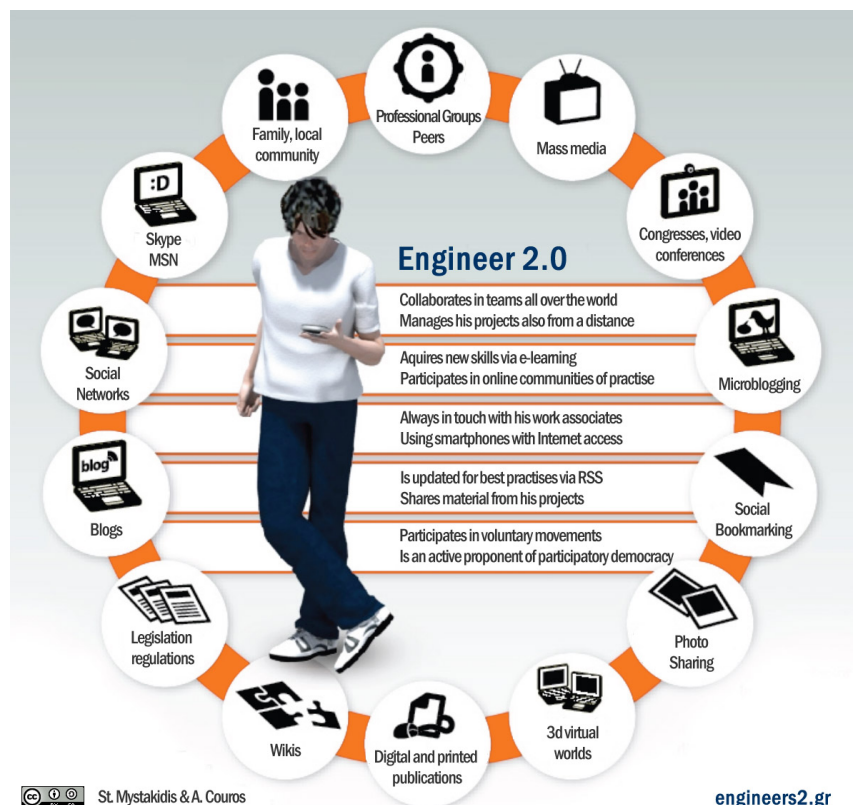 Professional Groups
Peers
Mass media
Congresses, video
conferences
Microblogging
Social
Bookmarking
Photo
Sharing
3d virtual
worlds
Digital and printed
publications
Wikis
Legislation
regulations
blog
Blogs
Social
Networks
:D
Skype
MSN
Family, local
community
Engineer 2.0
Collaborates in teams all over the world
Manages his projects also from a distance
Aquires new skills via e-learning
Participates in online communities of practise
Always in touch with his work associates
Using smartphones with Internet access
Is updated for best practises via RSS
Shares material from his projects
Participates in voluntary movements
Is an active proponent of participatory democracy
cc
St. Mystakidis & A. Couros
engineers2.gr